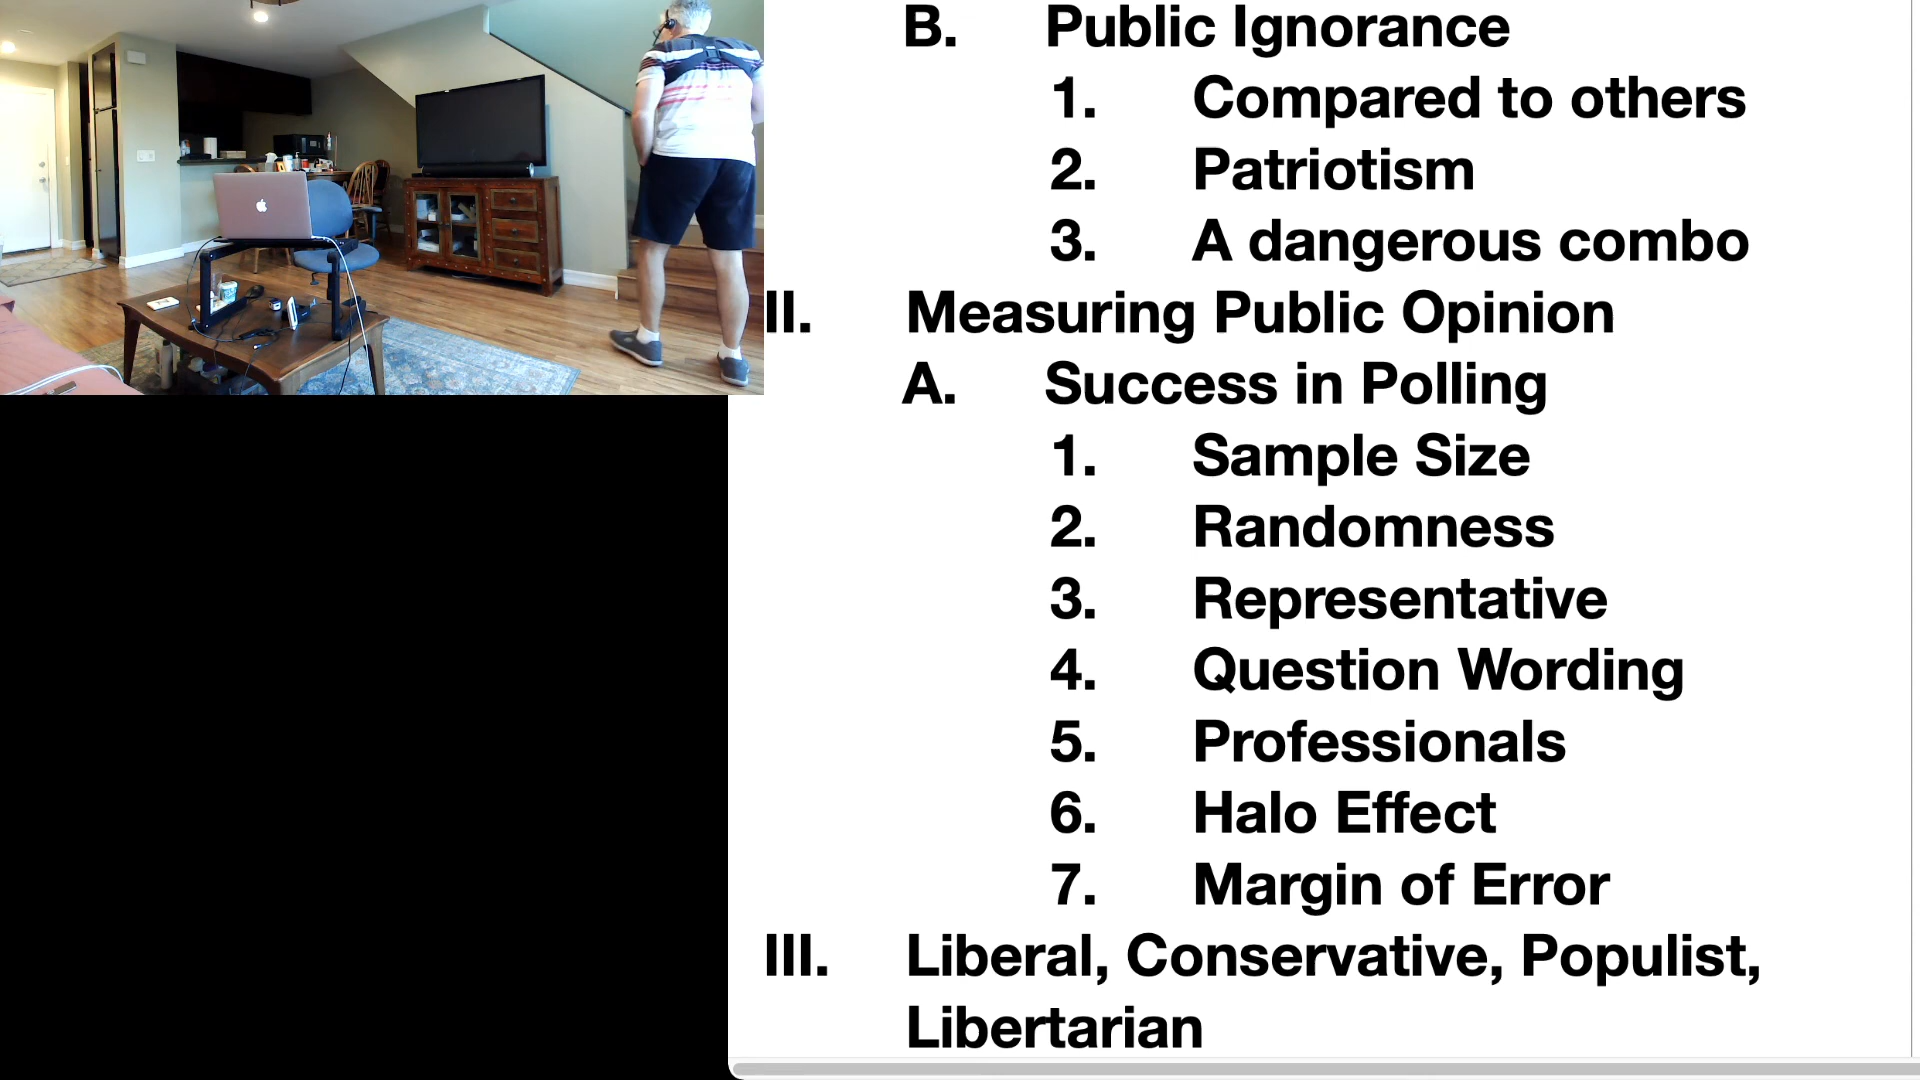 B. Public Ignorance
1. Compared to others
2. Patriotism
3. A dangerous combo
II. Measuring Public Opinion
A. Success in Polling
1. Sample Size
2. Randomness
3. Representative
4. Question Wording
5. Professionals
6. Halo Effect
7. Margin of Error
III. Liberal, Conservative, Populist,
Libertarian